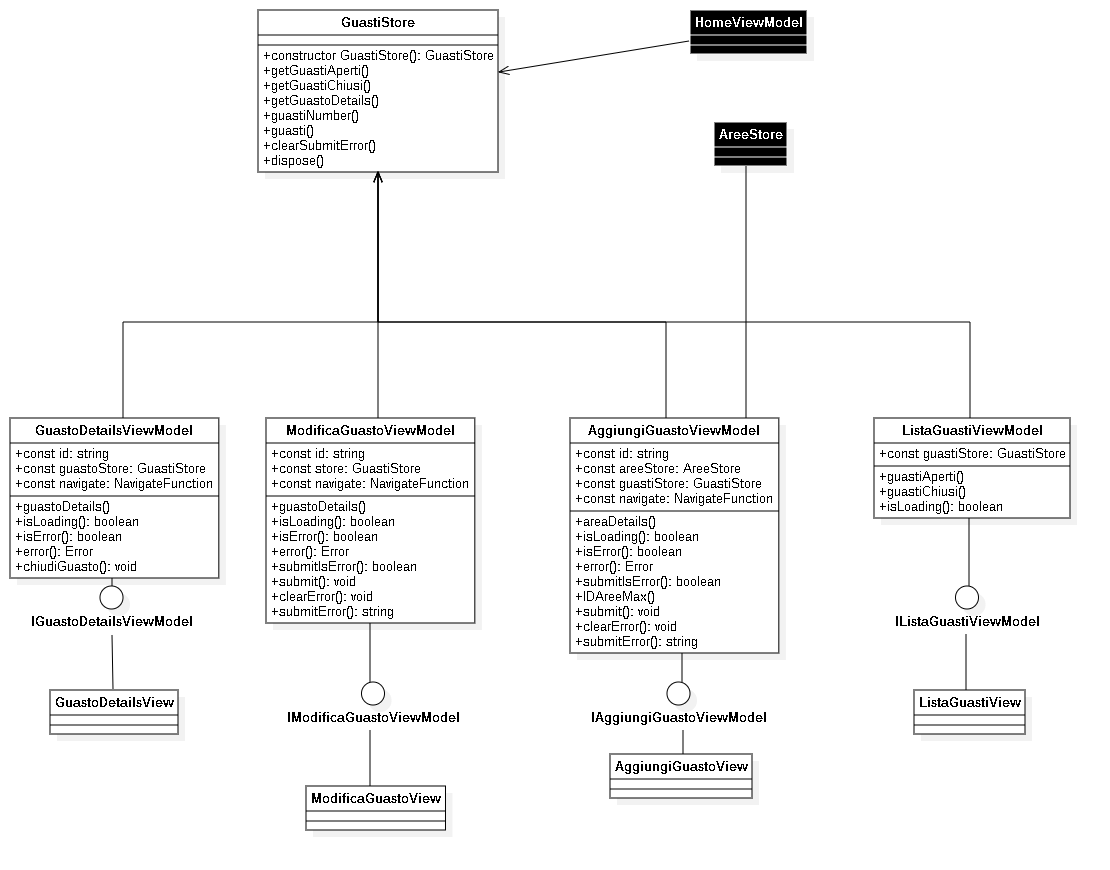 GuastiStore
+constructor GuastiStore(): GuastiStore
+getGuastiAperti()
+getGuastiChiusi()
+getGuastoDetails()
+guastiNumber()
+guasti()
+clearSubmitError()
+dispose()
HomeViewModel
AreeStore
GuastoDetailsViewModel
+const id: string
+const guastoStore: GuastiStore
+const navigate: NavigateFunction
+guastoDetails()
+isLoading(): boolean
+isError(): boolean
+error(): Error
+chiudiGuasto(): void
IGuastoDetailsViewModel
GuastoDetailsView
ModificaGuastoViewModel
+const id: string
+const store: GuastiStore
+const navigate: NavigateFunction
+guastoDetails()
+isLoading(): boolean
+isError(): boolean
+error(): Error
+submitIsError(): boolean
+submit(): void
+clearError(): void
+submitError(): string
IModificaGuastoViewModel
ModificaGuastoView
AggiungiGuastoViewModel
+const id: string
+const areeStore: AreeStore
+const guastiStore: GuastiStore
+const navigate: NavigateFunction
+areaDetails()
+isLoading(): boolean
+isError(): boolean
+error(): Error
+submitIsError(): boolean
+IDAreeMax()
+submit(): void
+clearError(): void
+submitError(): string
IAggiungiGuastoViewModel
AggiungiGuastoView
ListaGuastiViewModel
+const guastiStore: GuastiStore
+guastiAperti()
+guastiChiusi()
+isLoading(): boolean
IListaGuastiViewModel
ListaGuastiView